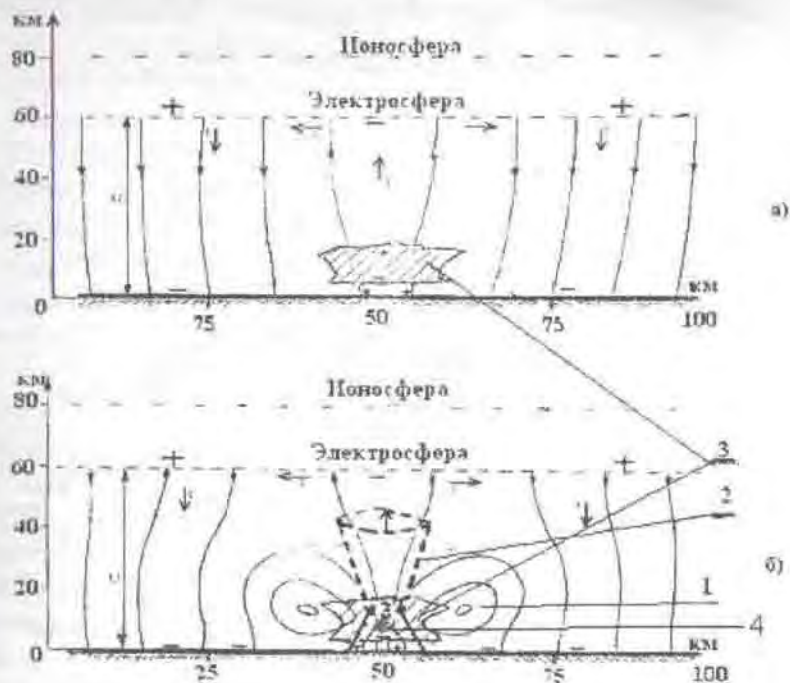 км
Ионосфера
80
+ Электросфера – +
60
40
20
а)
0
км
75 50 75 100
км
Ионосфера
80
+ Электросфера +
60
3
2
40
б)
20
1
4
0
км
25 50 75 100